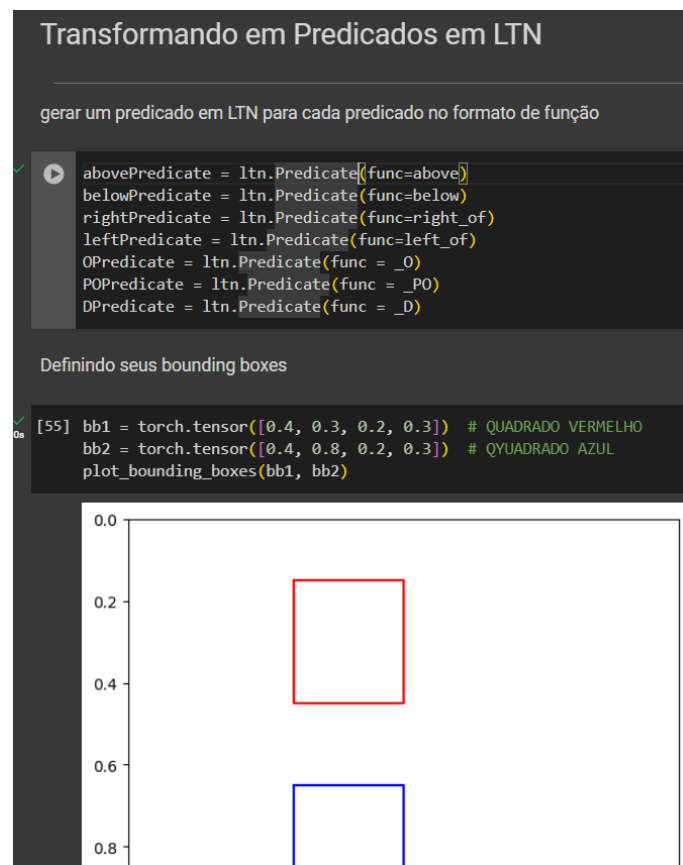 Transformando em Predicados em LTN
gerar um predicado em LTN para cada predicado no formato de função
abovePredicate = ltn.Predicate(func=above)
belowPredicate = ltn.Predicate(func=below)
rightPredicate = ltn.Predicate(func=right_of)
leftPredicate = ltn.Predicate(func=left_of)
OPredicate = ltn.Predicate(func = _O)
POPredicate = ltn.Predicate(func = _PO)
DPredicate = ltn.Predicate(func = _D)
Definindo seus bounding boxes
[55] bb1 = torch.tensor([0.4, 0.3, 0.2, 0.3])  # QUADRADO VERMELHO
0s bb2 = torch.tensor([0.4, 0.8, 0.2, 0.3])  # QYUADRADO AZUL
plot_bounding_boxes(bb1, bb2)
0.0
0.2
0.4
0.6
0.8